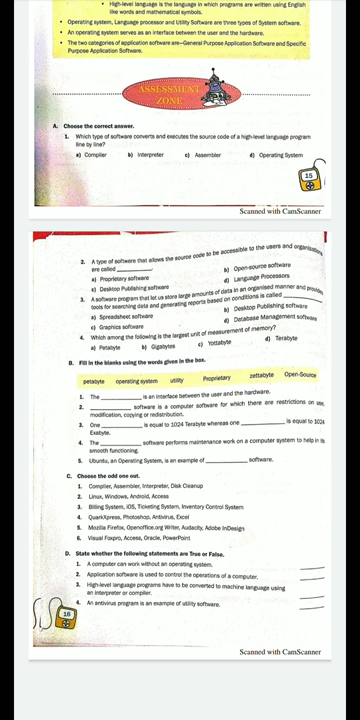 • High-level language is the language in which programs are written using English
like words and mathematical symbols.
• Operating system, Language processor and Utility Software are three types of System software.
• An operating system serves as an interface between the user and the hardware.
• The two categories of application software are—General Purpose Application Software and Specific
Purpose Application Software.
ASSESSMENT
ZONE
A. Choose the correct answer.
1. Which type of software converts and executes the source code of a high-level language program
line by line?
a) Compiler b) Interpreter c) Assembler d) Operating System
15
Scanned with CamScanner
2. A type of software that allows the source code to be accessible to the users and organisations
are called ___________.
a) Proprietary software b) Open-source software
c) Desktop Publishing software d) Language Processors
3. A software program that let us store large amounts of data in an organised manner and provides
tools for searching data and generating reports based on conditions is called ___________
a) Spreadsheet software b) Desktop Publishing software
c) Graphics software d) Database Management software
4. Which among the following is the largest unit of measurement of memory?
a) Petabyte b) Gigabytes c) Yottabyte d) Terabyte
B. Fill in the blanks using the words given in the box.
petabyte operating system utility Proprietary zettabyte Open-Source
1. The ___________ is an interface between the user and the hardware.
2. ___________ software is a computer software for which there are restrictions on use,
modification, copying or redistribution.
3. One ___________ is equal to 1024 Terabyte whereas one ___________ is equal to 1024
Exabyte.
4. The ___________ software performs maintenance work on a computer system to help in its
smooth functioning.
5. Ubuntu, an Operating System, is an example of ___________ software.
C. Choose the odd one out.
1. Complier, Assembler, Interpreter, Disk Cleanup
2. Linux, Windows, Android, Access
3. Billing System, iOS, Ticketing System, Inventory Control System
4. QuarkXpress, Photoshop, Antivirus, Excel
5. Mozilla Firefox, Openoffice.org Writer, Audacity, Adobe InDesign
6. Visual Foxpro, Access, Oracle, PowerPoint
D. State whether the following statements are True or False.
1. A computer can work without an operating system.
2. Application software is used to control the operations of a computer.
3. High-level language programs have to be converted to machine language using
an interpreter or compiler.
4. An antivirus program is an example of utility software.
16
Scanned with CamScanner